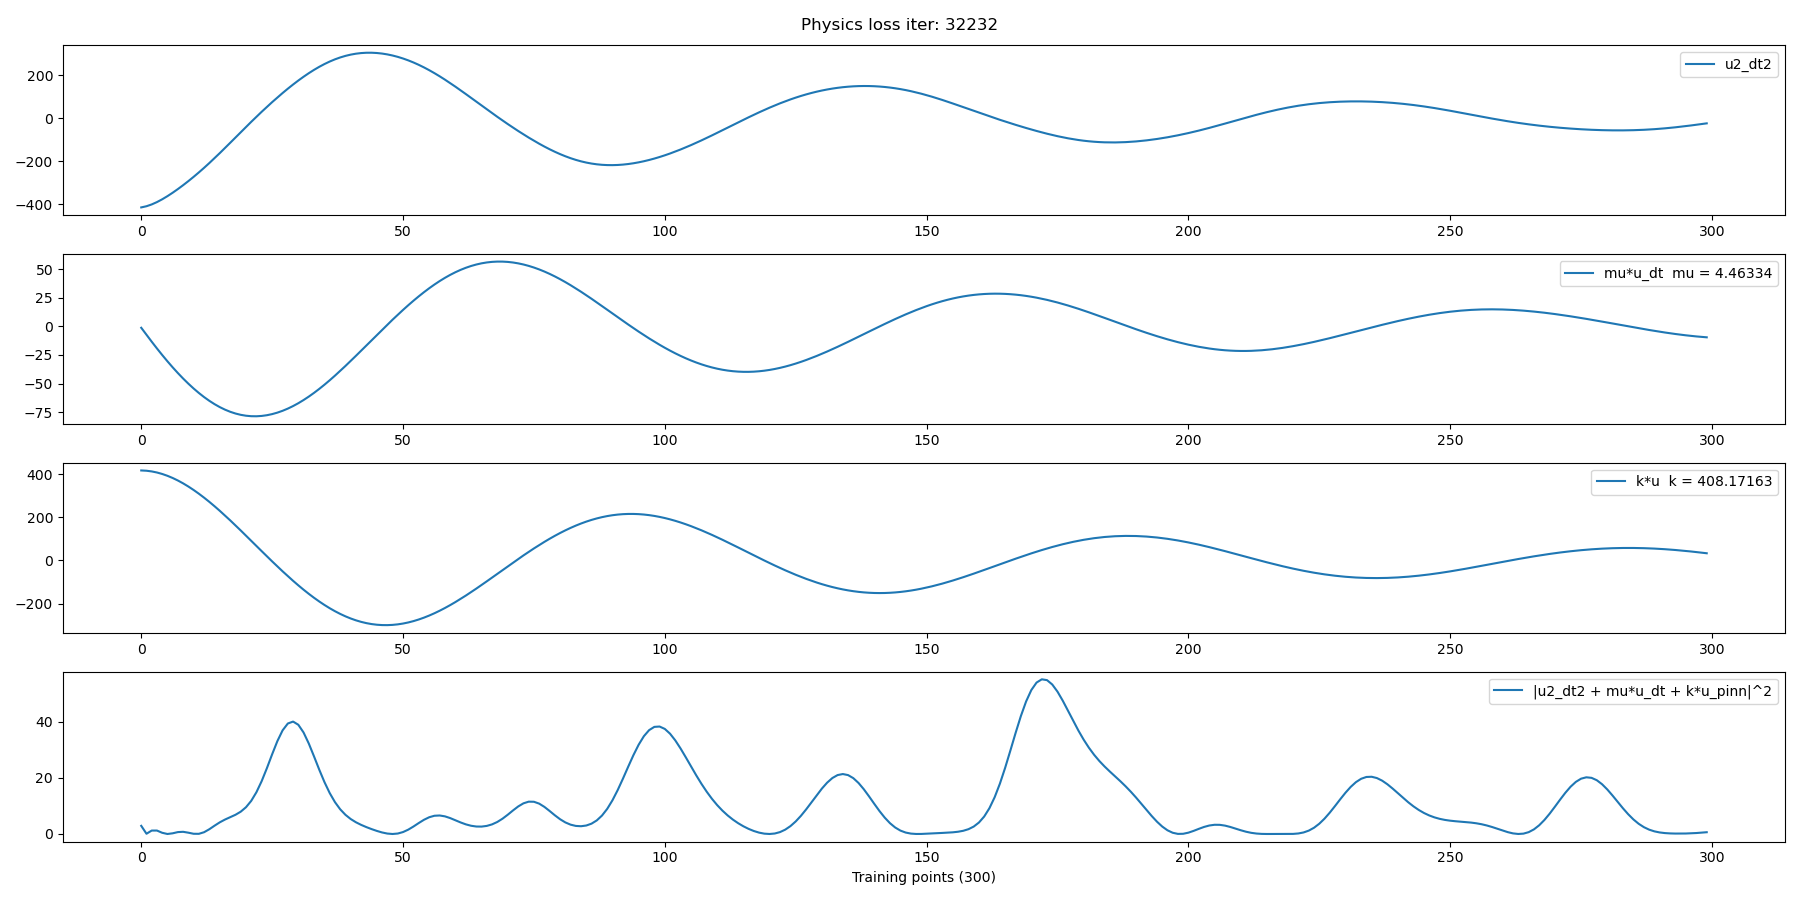 Physics loss iter: 32232
u2_dt2
200
0
−200
−400
0 50 100 150 200 250 300
mu*u_dt mu = 4.46334
50
25
0
−25
−50
−75
0 50 100 150 200 250 300
k*u k = 408.17163
400
200
0
−200
0 50 100 150 200 250 300
|u2_dt2 + mu*u_dt + k*u_pinn|^2
40
20
0
0 50 100 150 200 250 300
Training points (300)